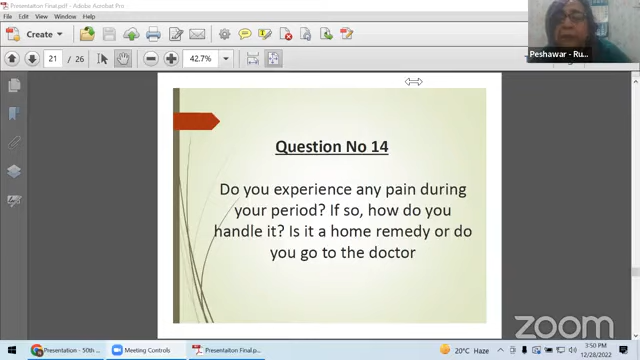 Presentaiton Final.pdf - Adobe Acrobat Pro
File Edit View Window Help
Create
21 / 26
42.7%
Peshawar - Ru...
Question No 14
Do you experience any pain during
your period? If so, how do you
handle it? Is it a home remedy or do
you go to the doctor
zoom
Presentation - 50th ...
Meeting Controls
Presentaiton Final.p...
20°C Haze
3:50 PM
12/28/2022